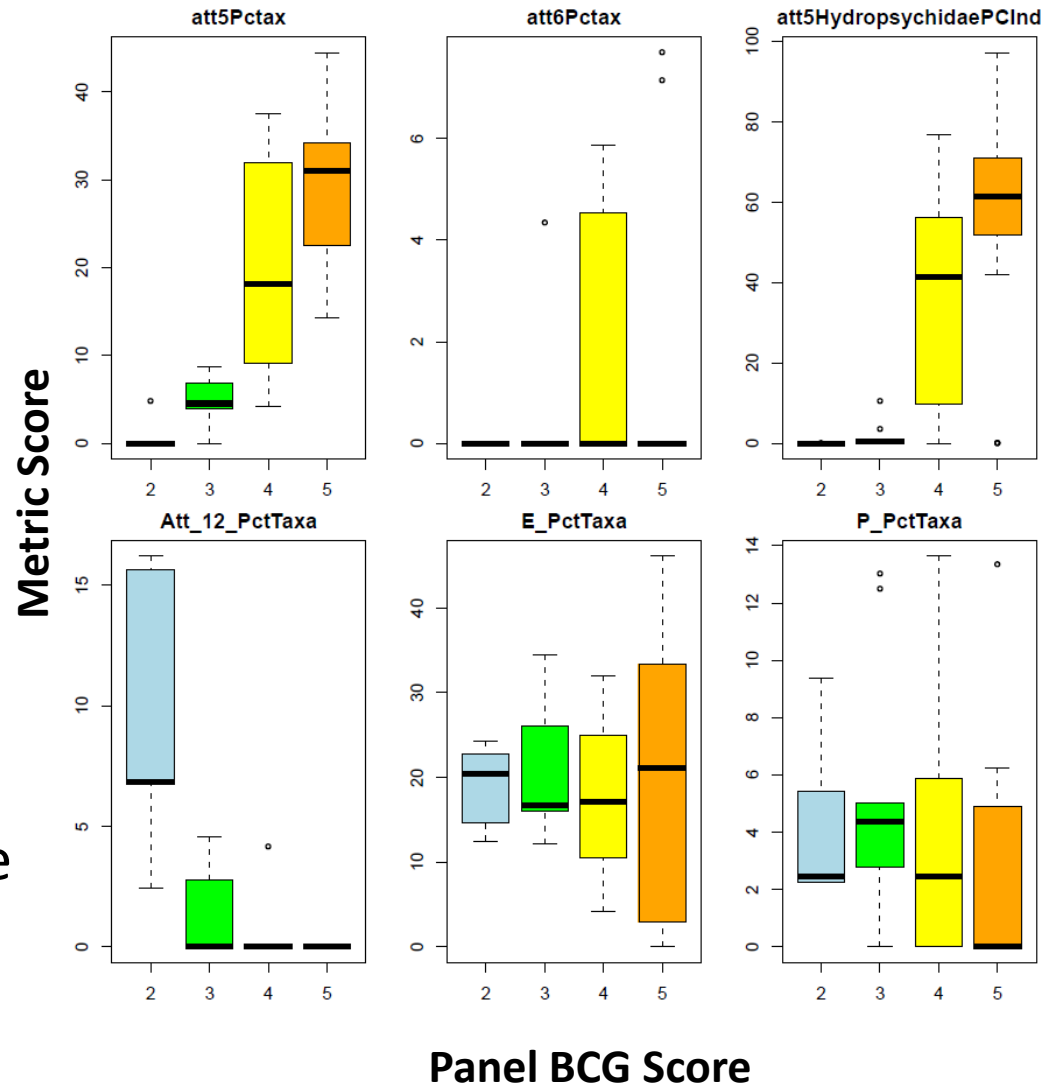 att5Pctax
att6Pctax
att5HydropsychidaePCInd
0 10 20 30 40
0 2 4 6
0 20 40 60 80 100
2 3 4 5
2 3 4 5
2 3 4 5
Att_12_PctTaxa
E_PctTaxa
P_PctTaxa
0 5 10 15
0 10 20 30 40
0 2 4 6 8 10 12 14
2 3 4 5
2 3 4 5
2 3 4 5
Metric Score
Panel BCG Score